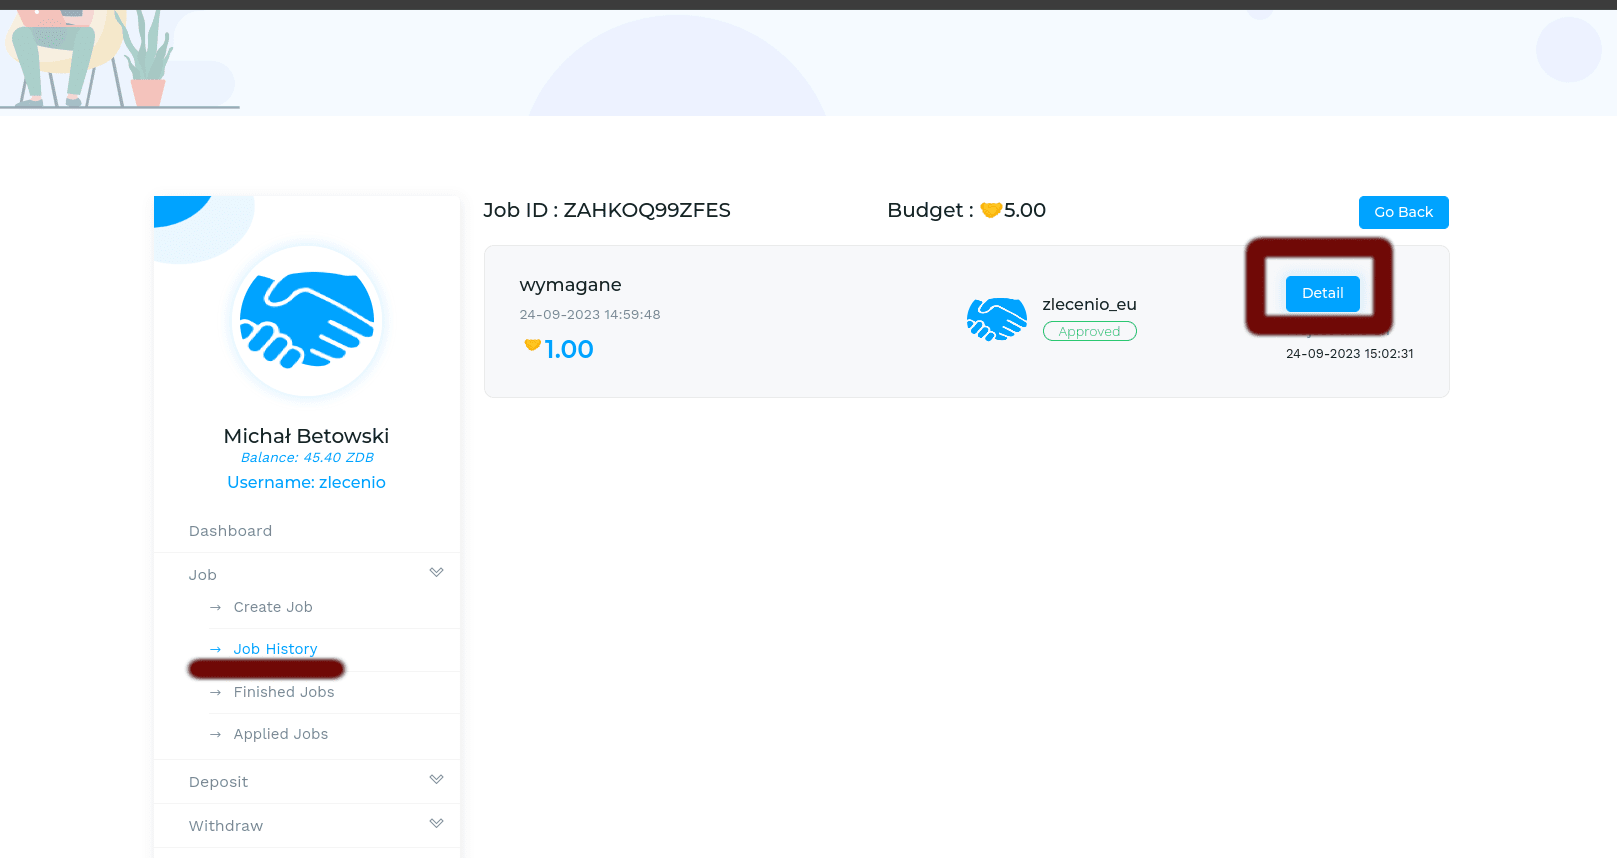 Job ID : ZAHKOQ99ZFES
Budget : 🤝5.00
Go Back
wymagane
24-09-2023 14:59:48
🤝1.00
zlecenio_eu
Approved
Detail
24-09-2023 15:02:31
Michał Betowski
Balance: 45.40 ZDB
Username: zlecenio
Dashboard
Job
→ Create Job
→ Job History
→ Finished Jobs
→ Applied Jobs
Deposit
Withdraw